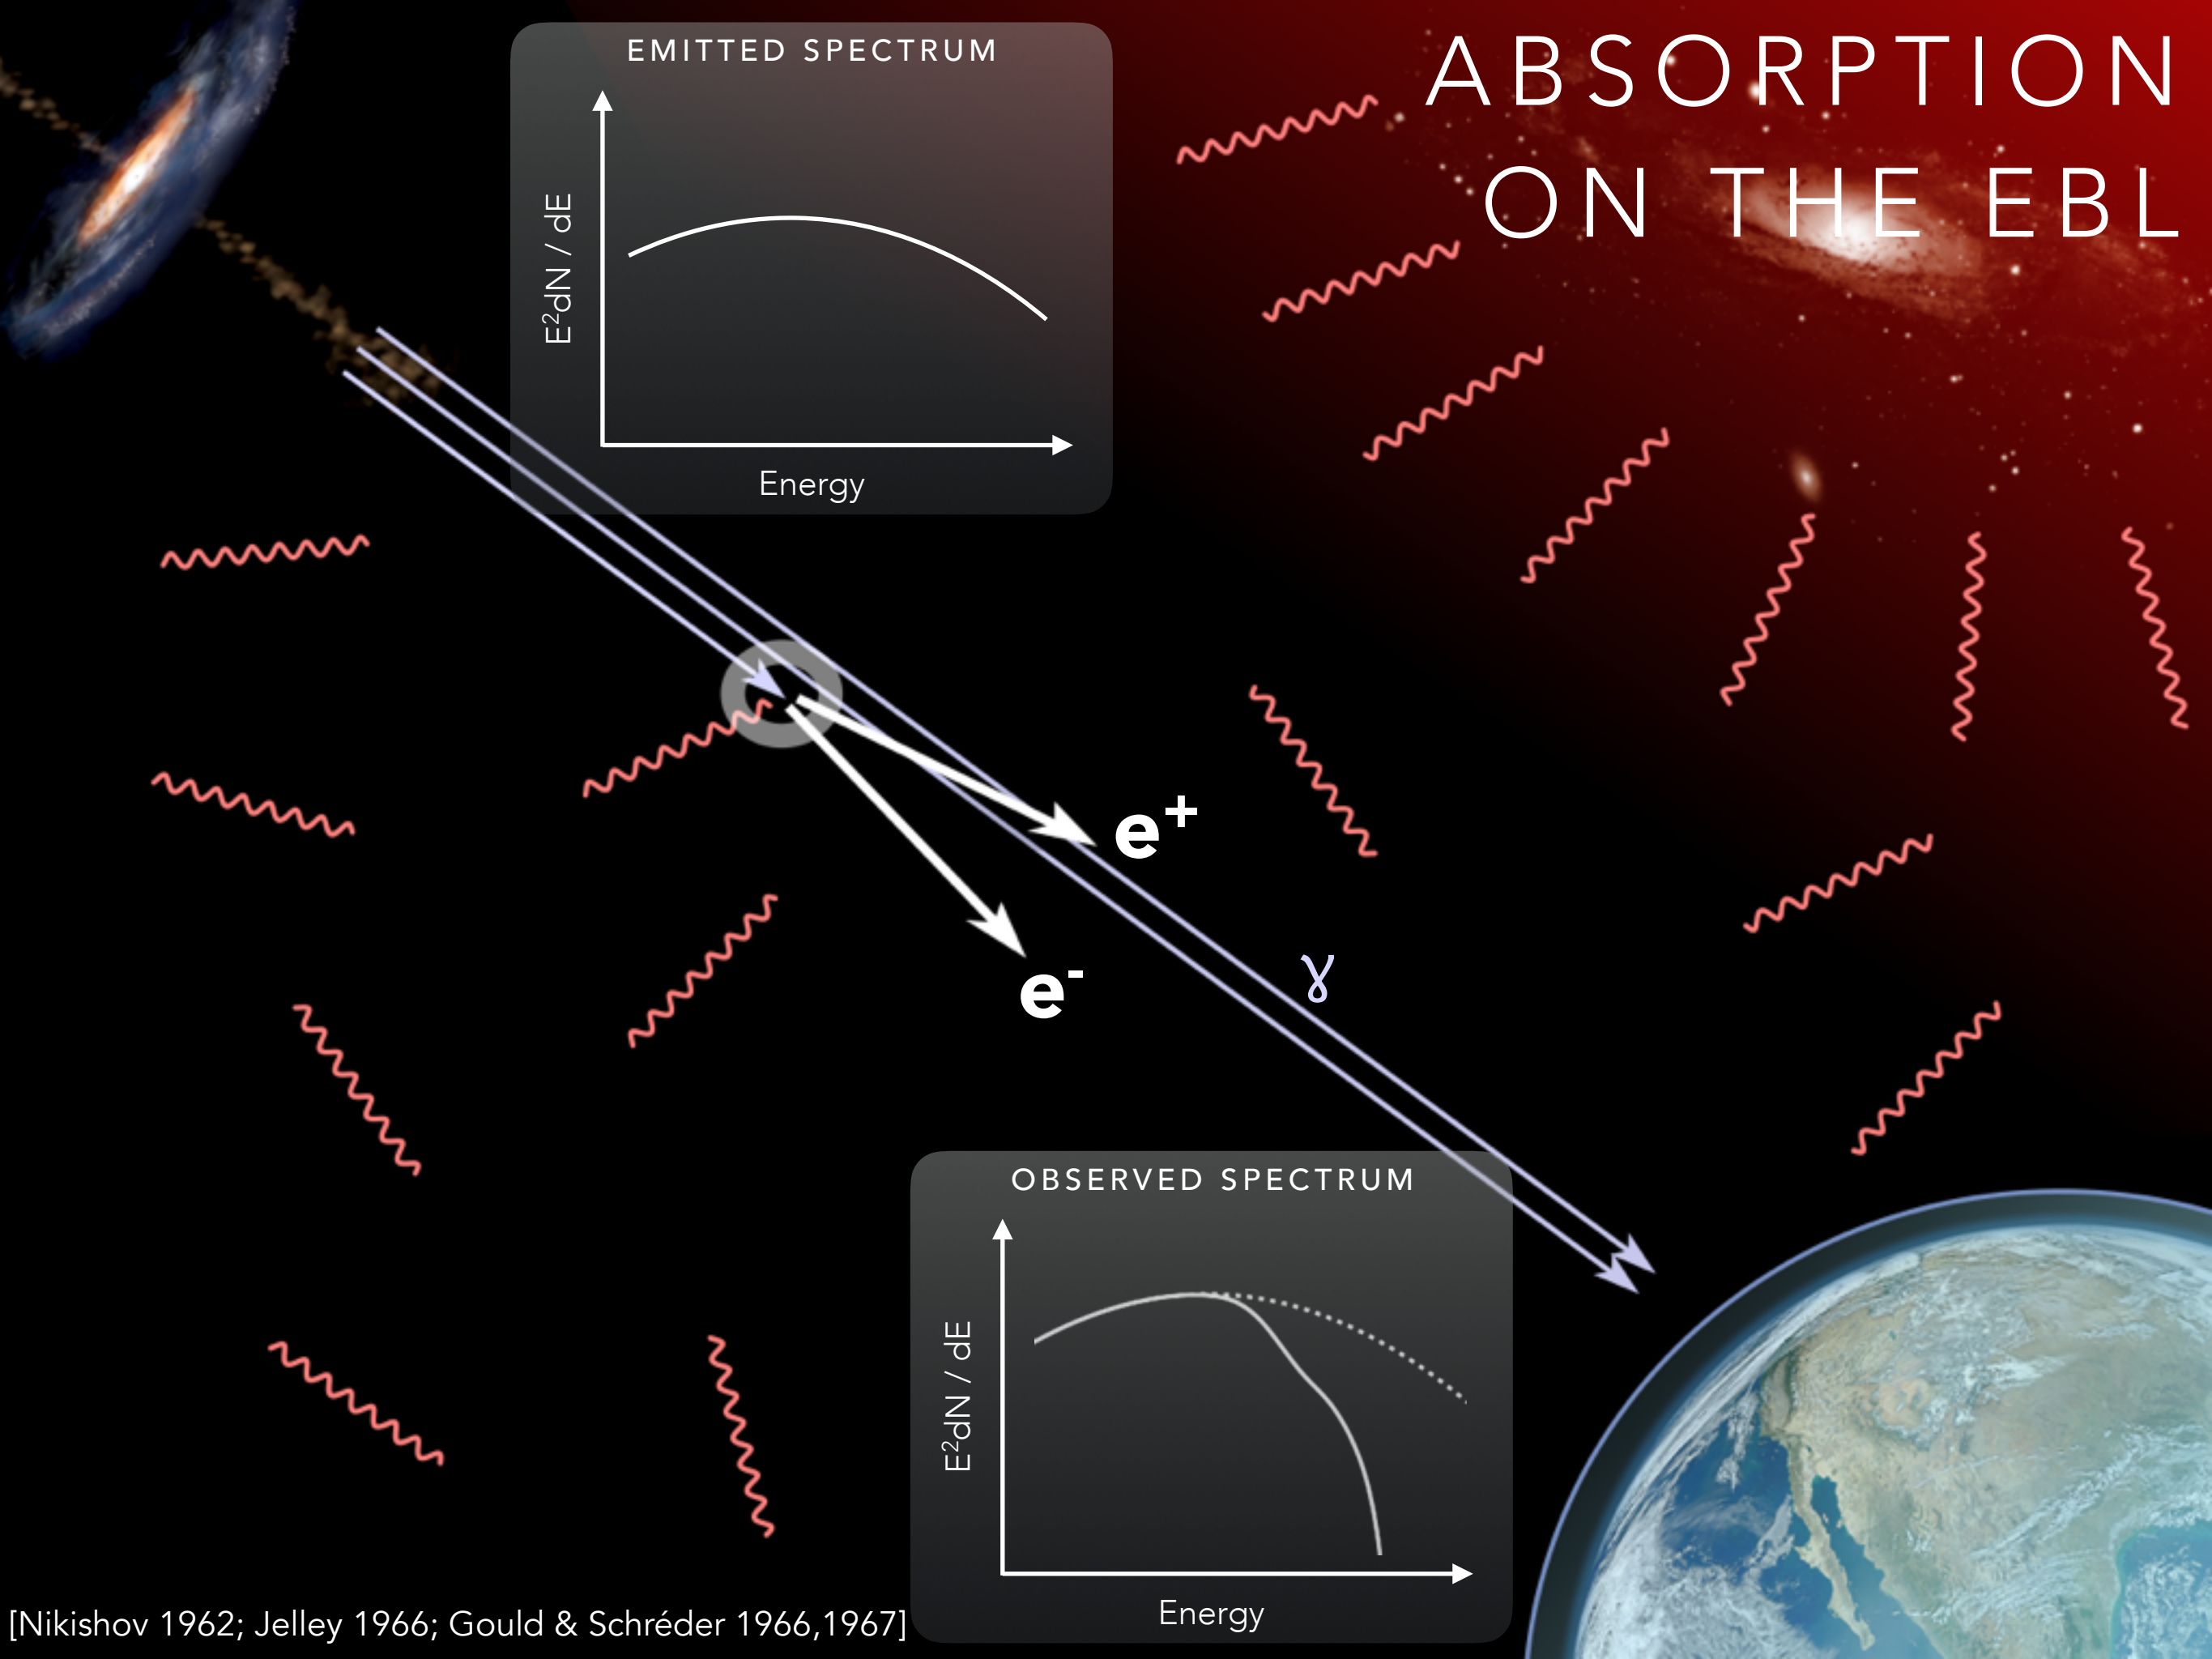 ABSORPTION
ON THE EBL
EMITTED SPECTRUM
E²dN / dE
Energy
e⁺
e⁻
ɣ
OBSERVED SPECTRUM
E²dN / dE
Energy
[Nikishov 1962; Jelley 1966; Gould & Schréder 1966,1967]